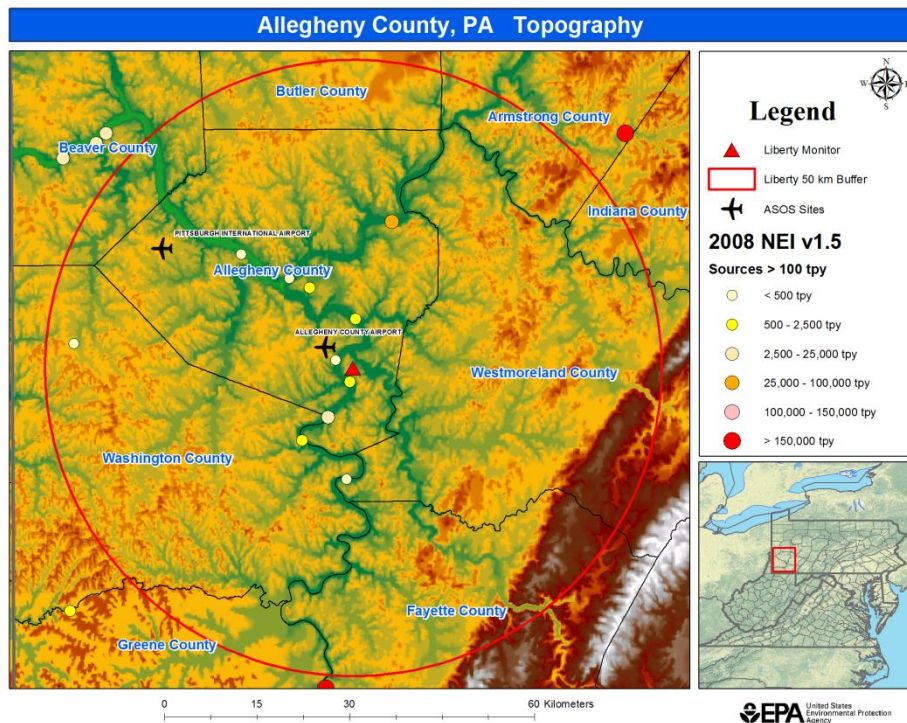 Allegheny County, PA Topography
Butler County
Armstrong County
Beaver County
Indiana County
PITTSBURGH INTERNATIONAL AIRPORT
Allegheny County
ALLEGHENY COUNTY AIRPORT
Westmoreland County
Washington County
Fayette County
Greene County
0 15 30 60 Kilometers
N
W E
S
Legend
Liberty Monitor
Liberty 50 km Buffer
ASOS Sites
2008 NEI v1.5
Sources > 100 tpy
< 500 tpy
500 - 2,500 tpy
2,500 - 25,000 tpy
25,000 - 100,000 tpy
100,000 - 150,000 tpy
> 150,000 tpy
EPA United States
Environmental Protection
Agency